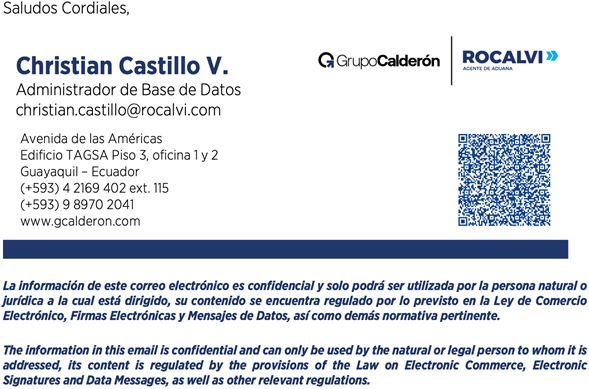 Saludos Cordiales,
Christian Castillo V.
Administrador de Base de Datos
christian.castillo@rocalvi.com
GrupoCalderón
ROCALVI
AGENTE DE ADUANA
Avenida de las Américas
Edificio TAGSA Piso 3, oficina 1 y 2
Guayaquil – Ecuador
(+593) 4 2169 402 ext. 115
(+593) 9 8970 2041
www.gcalderon.com
La información de este correo electrónico es confidencial y solo podrá ser utilizada por la persona natural o
jurídica a la cual está dirigido, su contenido se encuentra regulado por lo previsto en la Ley de Comercio
Electrónico, Firmas Electrónicas y Mensajes de Datos, así como demás normativa pertinente.
The information in this email is confidential and can only be used by the natural or legal person to whom it is
addressed, its content is regulated by the provisions of the Law on Electronic Commerce, Electronic
Signatures and Data Messages, as well as other relevant regulations.